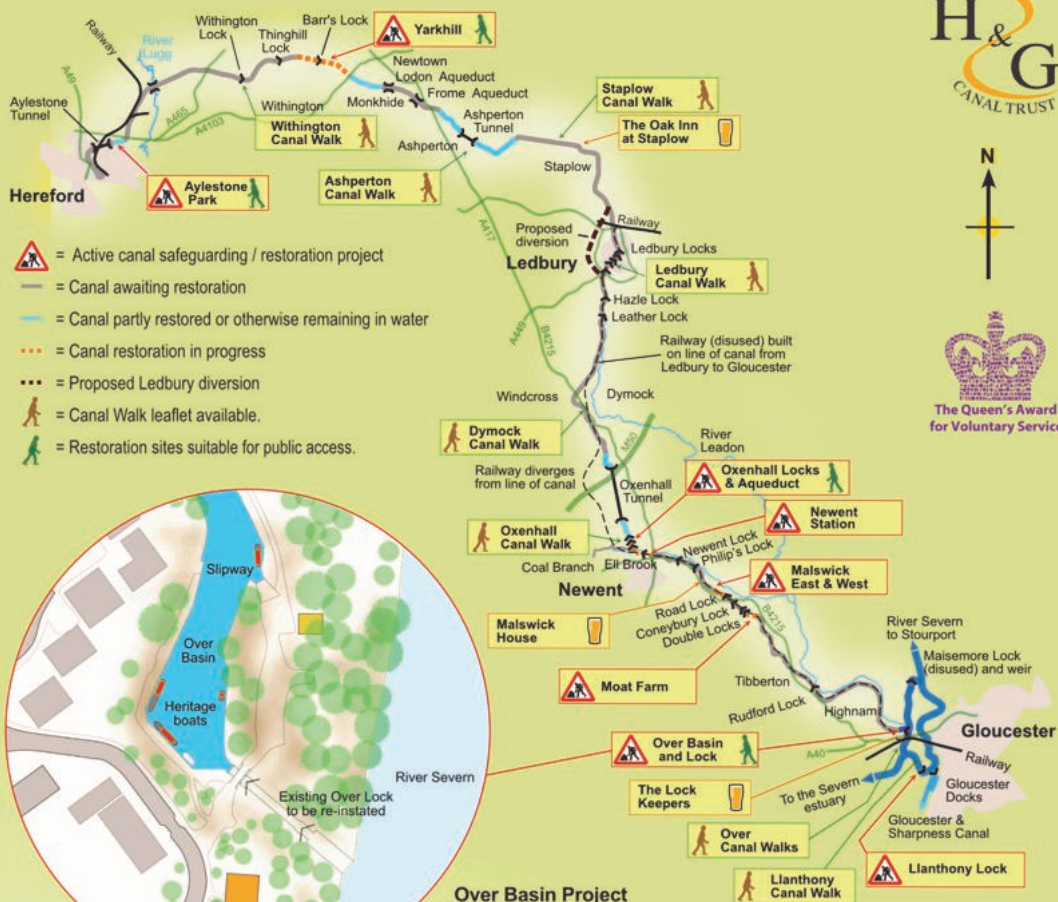 H & G
CANAL TRUST
N
The Queen's Award
for Voluntary Service
Railway
River
Lugg
Withington
Lock
Thinghill
Lock
Barr's Lock
Yarkhill
A49
Aylestone
Tunnel
A465
A4103
Withington
Withington
Canal Walk
Newtown
Lodon Aqueduct
Frome Aqueduct
Monkhide
Ashperton
Tunnel
Ashperton
Staplow
Canal Walk
The Oak Inn
at Staplow
Staplow
Hereford
Aylestone
Park
Ashperton
Canal Walk
A417
Proposed
diversion
Railway
Ledbury
Ledbury Locks
Ledbury
Canal Walk
Hazle Lock
Leather Lock
A449
B4215
Railway (disused) built
on line of canal from
Ledbury to Gloucester
= Active canal safeguarding / restoration project
= Canal awaiting restoration
= Canal partly restored or otherwise remaining in water
= Canal restoration in progress
= Proposed Ledbury diversion
= Canal Walk leaflet available.
= Restoration sites suitable for public access.
Windcross
Dymock
Dymock
Canal Walk
M50
River
Leadon
Railway diverges
from line of canal
Oxenhall
Tunnel
Oxenhall Locks
& Aqueduct
Newent
Station
Oxenhall
Canal Walk
Coal Branch
Ell Brook
Newent Lock
Philip's Lock
Newent
Malswick
East & West
Malswick
House
Road Lock
Coneybury Lock
Double Locks
B4215
Moat Farm
River Severn
to Stourport
Maisemore Lock
(disused) and weir
Tibberton
Rudford Lock
Highnam
Gloucester
Over Basin
and Lock
A40
Railway
The Lock
Keepers
To the Severn
estuary
Gloucester
Docks
Gloucester &
Sharpness Canal
Over
Canal Walks
Llanthony Lock
Llanthony
Canal Walk
Slipway
Over
Basin
Heritage
boats
River Severn
Existing Over Lock
to be re-instated
Over Basin Project